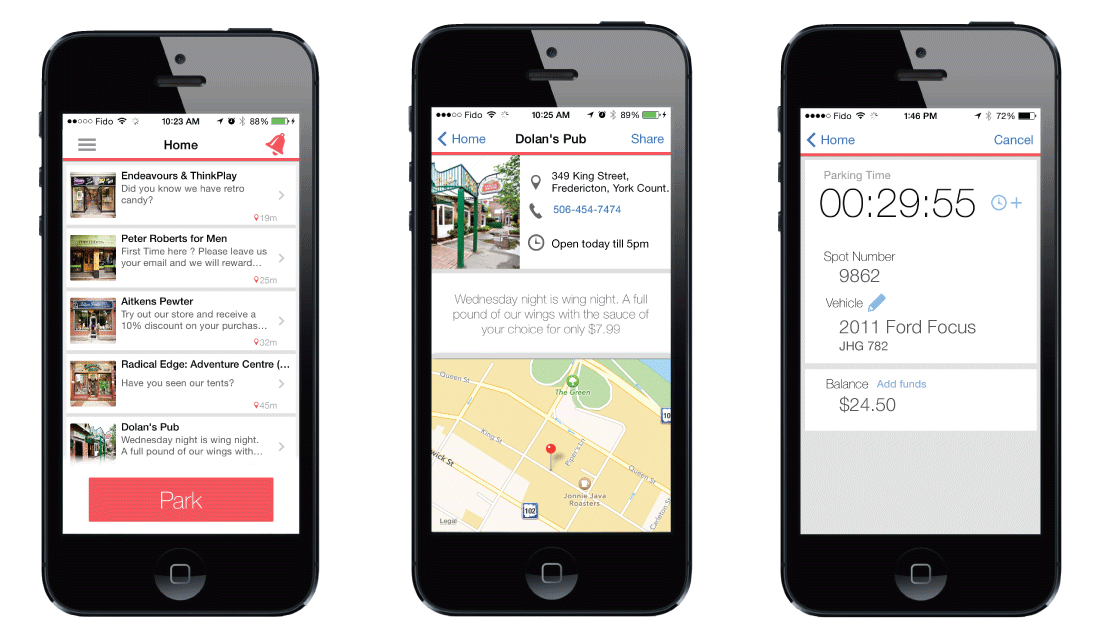 Fido 10:23 AM 88%
Home
Endeavours & ThinkPlay
Did you know we have retro
candy?
19m
Peter Roberts for Men
First Time here ? Please leave us
your email and we will reward...
25m
Aitkens Pewter
Try out our store and receive a
10% discount on your purchas...
32m
Radical Edge: Adventure Centre (...
Have you seen our tents?
45m
Dolan's Pub
Wednesday night is wing night.
A full pound of our wings with...
Park
Fido 10:25 AM 89%
Home Dolan's Pub Share
349 King Street,
Fredericton, York Count.
506-454-7474
Open today till 5pm
Wednesday night is wing night. A full
pound of our wings with the sauce of
your choice for only $7.99
Queen St
The Green
10
King St
Piper's Ln
wick St
Queen St
Jonnie Java
Roasters
102
Carleton St
Legal
Fido 1:46 PM 72%
Home Cancel
Parking Time
00:29:55
Spot Number
9862
Vehicle
2011 Ford Focus
JHG 782
Balance Add funds
$24.50